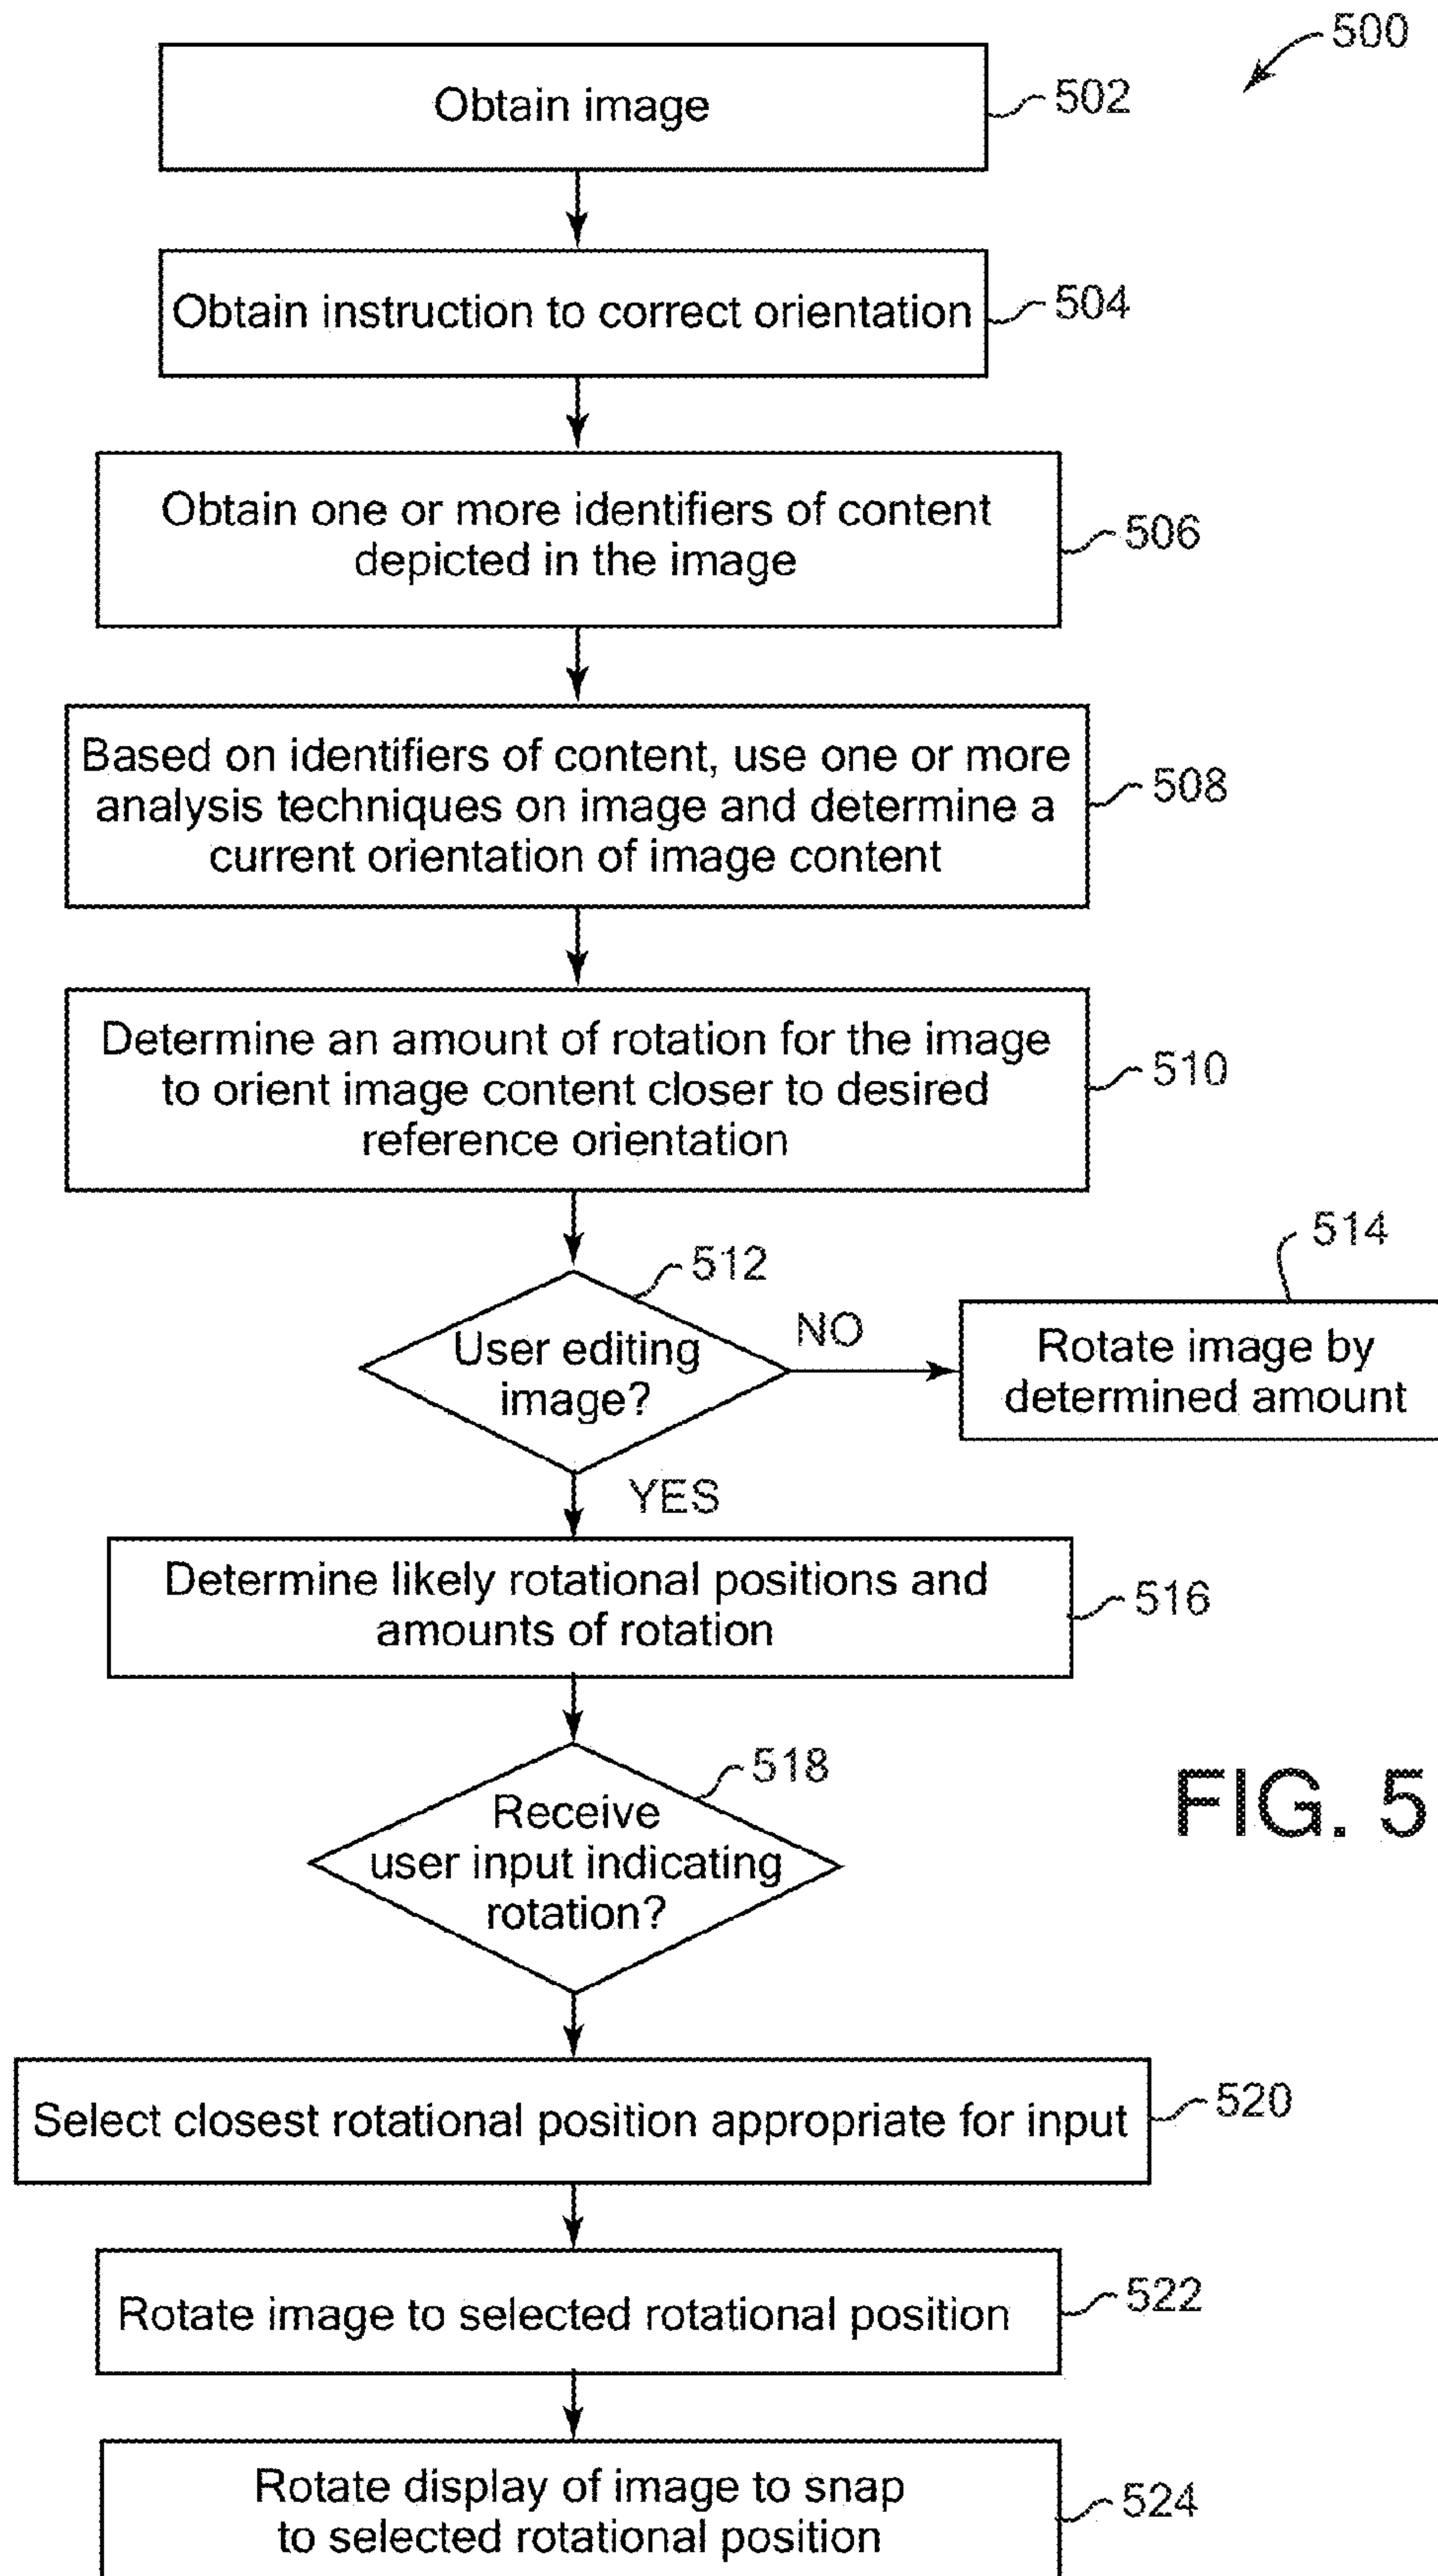 500
Obtain image
502
Obtain instruction to correct orientation
504
Obtain one or more identifiers of content
depicted in the image
506
Based on identifiers of content, use one or more
analysis techniques on image and determine a
current orientation of image content
508
Determine an amount of rotation for the image
to orient image content closer to desired
reference orientation
510
512
User editing
image?
NO
514
Rotate image by
determined amount
YES
Determine likely rotational positions and
amounts of rotation
516
518
Receive
user input indicating
rotation?
FIG. 5
Select closest rotational position appropriate for input
520
Rotate image to selected rotational position
522
Rotate display of image to snap
to selected rotational position
524